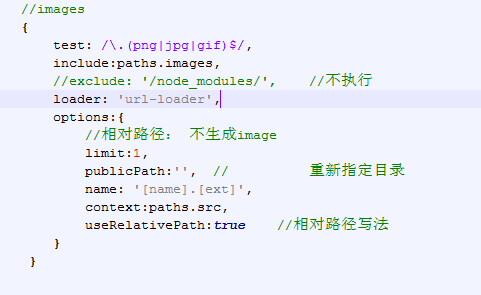 //images
{
test: /\.(png|jpg|gif)$/,
include:paths.images,
//exclude: '/node_modules/', //不执行
loader: 'url-loader',
options:{
//相对路径： 不生成image
limit:1,
publicPath:'', // 重新指定目录
name: '[name].[ext]',
context:paths.src,
useRelativePath:true //相对路径写法
}
}